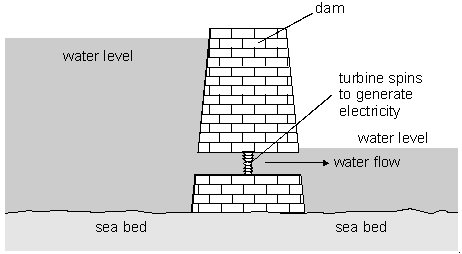 dam
water level
turbine spins
to generate
electricity
water level
water flow
sea bed
sea bed